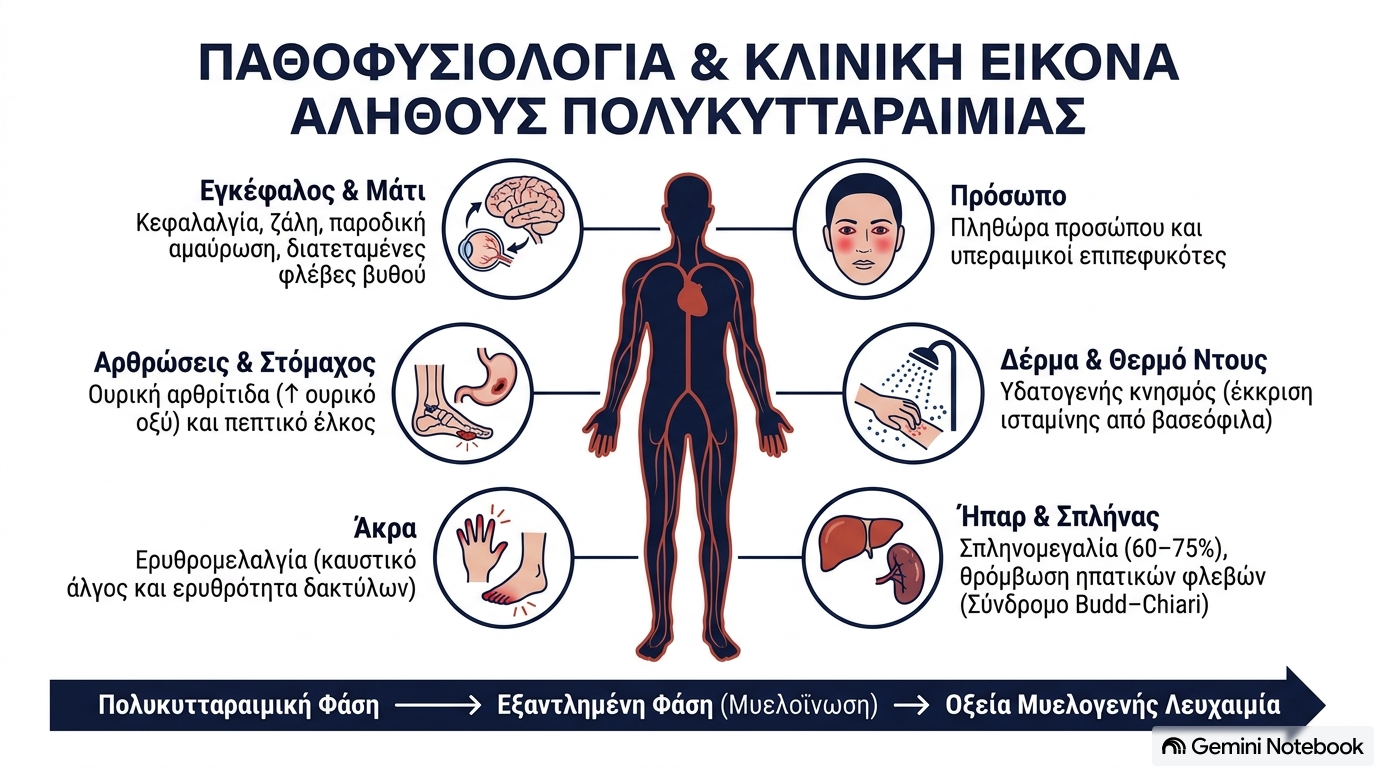 ΠΑΘΟΦΥΣΙΟΛΟΓΙΑ & ΚΛΙΝΙΚΗ ΕΙΚΟΝΑ
ΑΛΗΘΟΥΣ ΠΟΛΥΚΥΤΤΑΡΑΙΜΙΑΣ
Εγκέφαλος & Μάτι
Κεφαλαλγία, ζάλη, παροδική
αμαύρωση, διατεταμένες
φλέβες βυθού
Πρόσωπο
Πληθώρα προσώπου και
υπεραιμικοί επιπεφυκότες
Αρθρώσεις & Στόμαχος
Ουρική αρθρίτιδα (↑ ουρικό
οξύ) και πεπτικό έλκος
Δέρμα & Θερμό Ντους
Υδατογενής κνησμός (έκκριση
ισταμίνης από βασεόφιλα)
Άκρα
Ερυθρομελαλγία (καυστικό
άλγος και ερυθρότητα δακτύλων)
Ήπαρ & Σπλήνας
Σπληνομεγαλία (60–75%),
θρόμβωση ηπατικών φλεβών
(Σύνδρομο Budd–Chiari)
Πολυκυτταραιμική Φάση → Εξαντλημένη Φάση (Μυελοΐνωση) → Οξεία Μυελογενής Λευχαιμία
Gemini Notebook